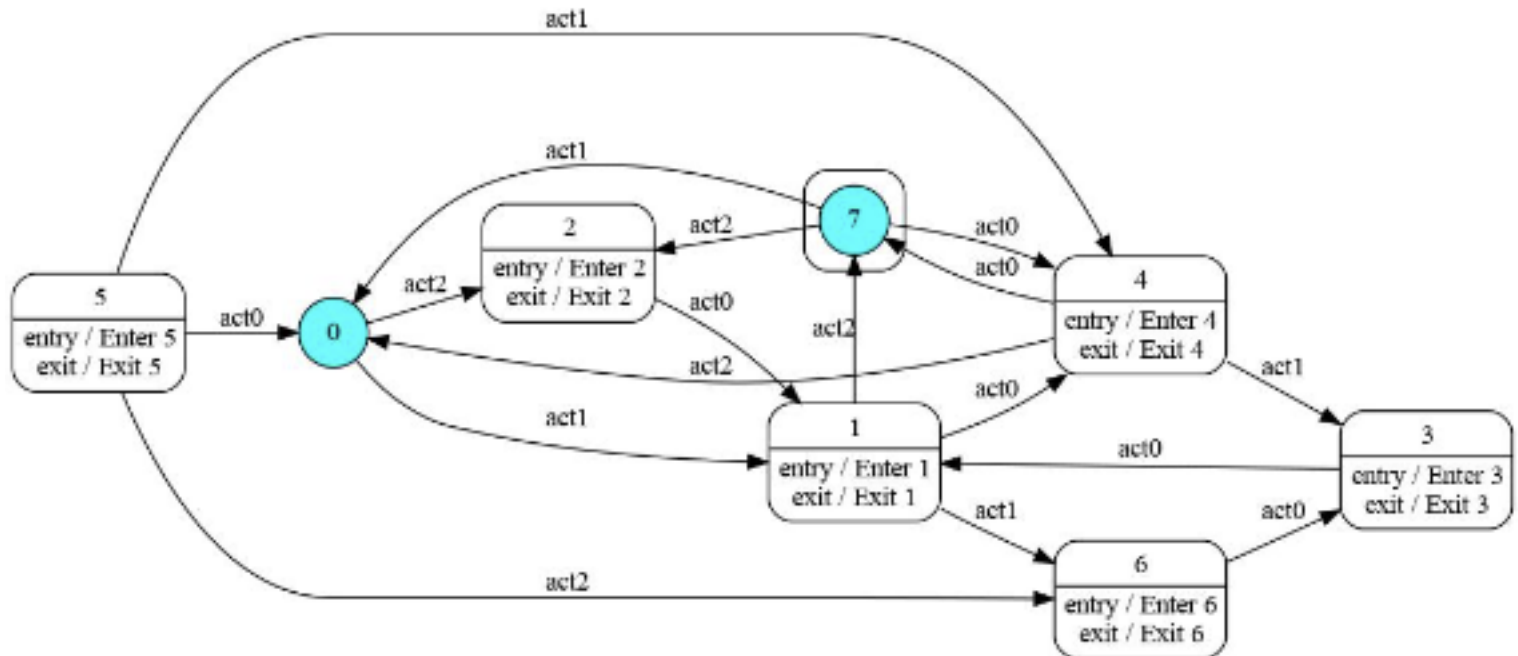 act1
act1
7
act2
act0
2
entry / Enter 2
exit / Exit 2
act0
4
entry / Enter 4
exit / Exit 4
5
entry / Enter 5
exit / Exit 5
act0
0
act2
act0
act2
act2
act1
act0
act1
1
entry / Enter 1
exit / Exit 1
act0
3
entry / Enter 3
exit / Exit 3
act1
act0
6
entry / Enter 6
exit / Exit 6
act2